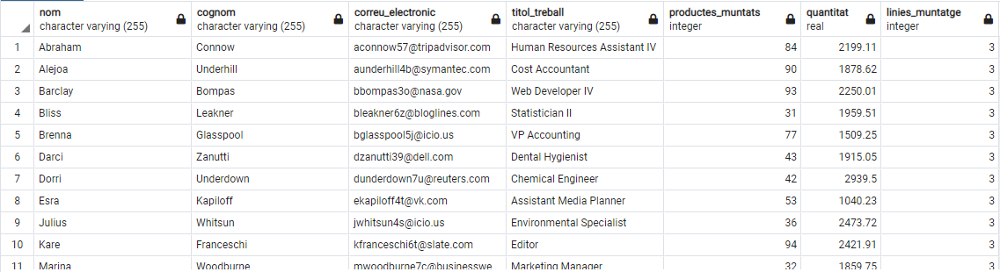 nom cognom correu_electronic titol_treball productes_muntats quantitat linies_muntatge
character varying (255) character varying (255) character varying (255) character varying (255) integer real integer
1 Abraham Connow aconnow57@tripadvisor.com Human Resources Assistant IV 84 2199.11 3
2 Alejoa Underhill aunderhill4b@symantec.com Cost Accountant 90 1878.62 3
3 Barclay Bompas bbompas3o@nasa.gov Web Developer IV 93 2250.01 3
4 Bliss Leakner bleakner6z@bloglines.com Statistician II 31 1959.51 3
5 Brenna Glasspool bglasspool5j@icio.us VP Accounting 77 1509.25 3
6 Darci Zanutti dzanutti39@dell.com Dental Hygienist 43 1915.05 3
7 Dorri Underdown dunderdown7u@reuters.com Chemical Engineer 42 2939.5 3
8 Esra Kapiloff ekapiloff4t@vk.com Assistant Media Planner 53 1040.23 3
9 Julius Whitsun jwhitsun4s@icio.us Environmental Specialist 36 2473.72 3
10 Kare Franceschi kfranceschi6t@slate.com Editor 94 2421.91 3
11 Marina Woodburne mwoodburne7c@businesswe... Marketing Manager 32 1859.75 3